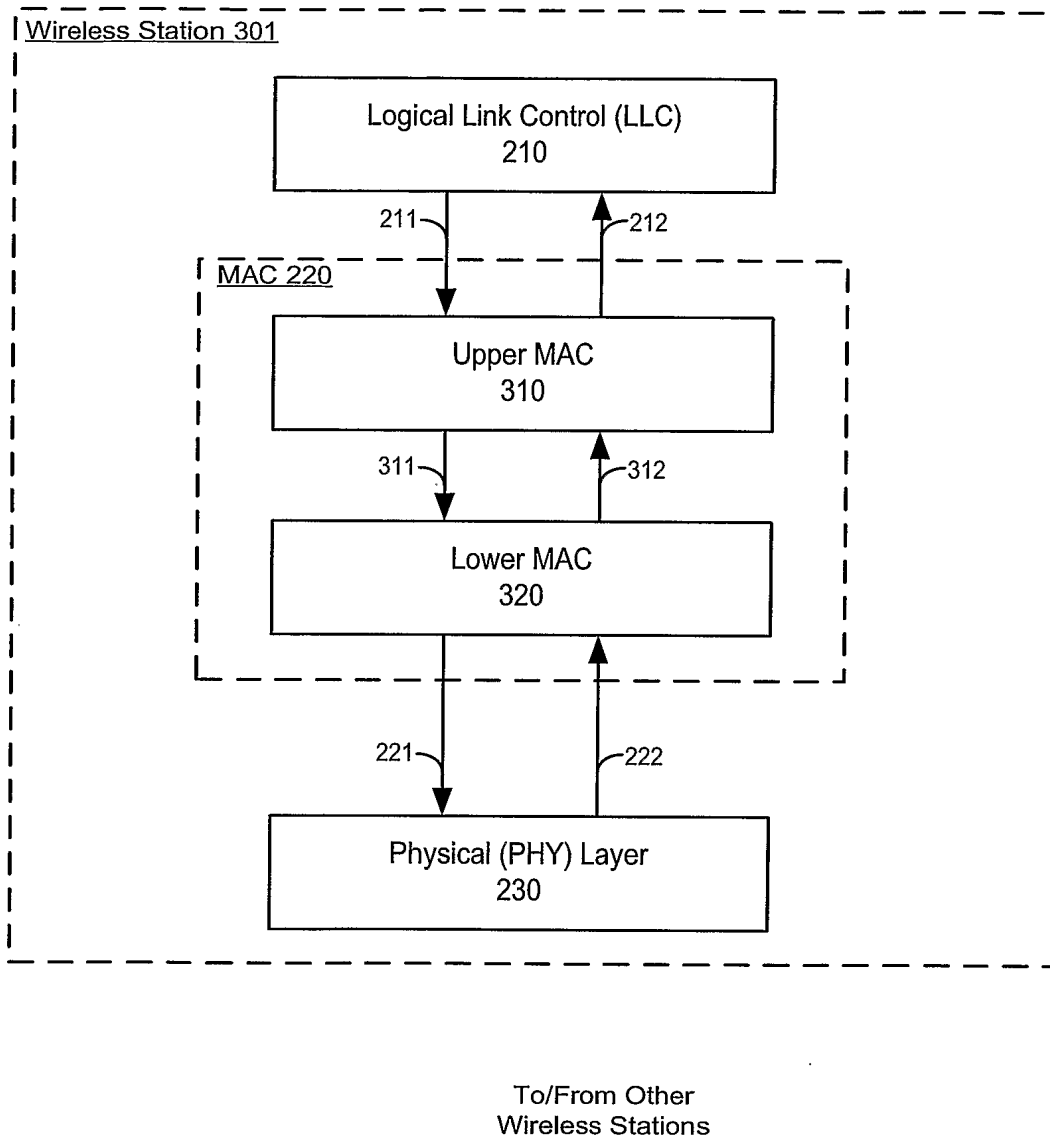 Wireless Station 301
Logical Link Control (LLC)
210
211
212
MAC 220
Upper MAC
310
311
312
Lower MAC
320
221
222
Physical (PHY) Layer
230
To/From Other
Wireless Stations